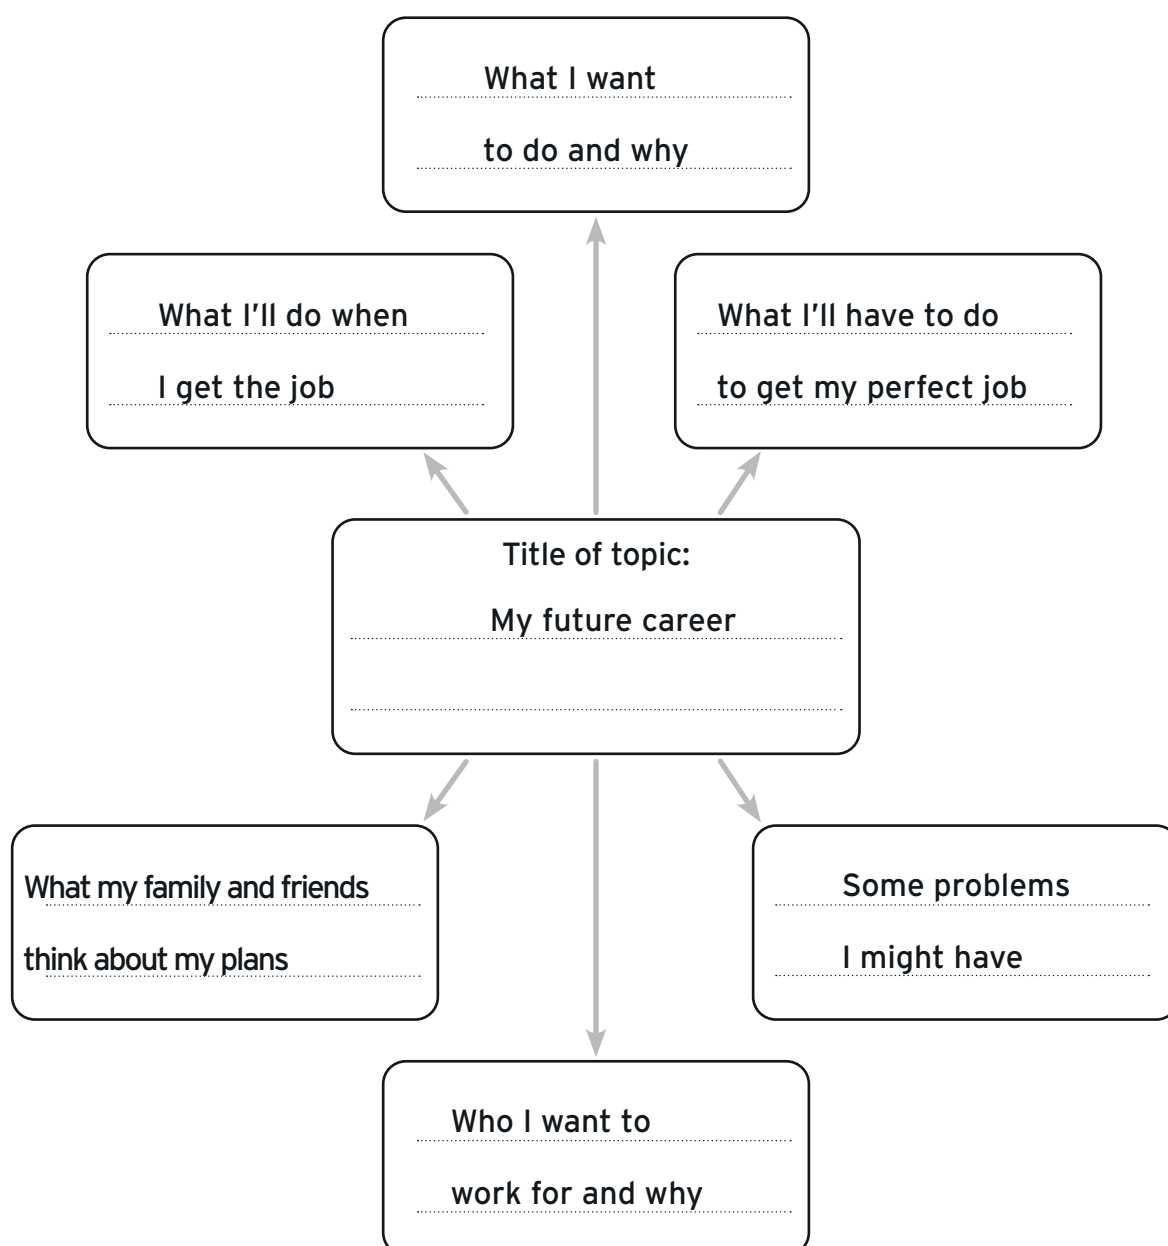 What I want
to do and why
What I'll do when
I get the job
What I'll have to do
to get my perfect job
Title of topic:
My future career
What my family and friends
think about my plans
Some problems
I might have
Who I want to
work for and why